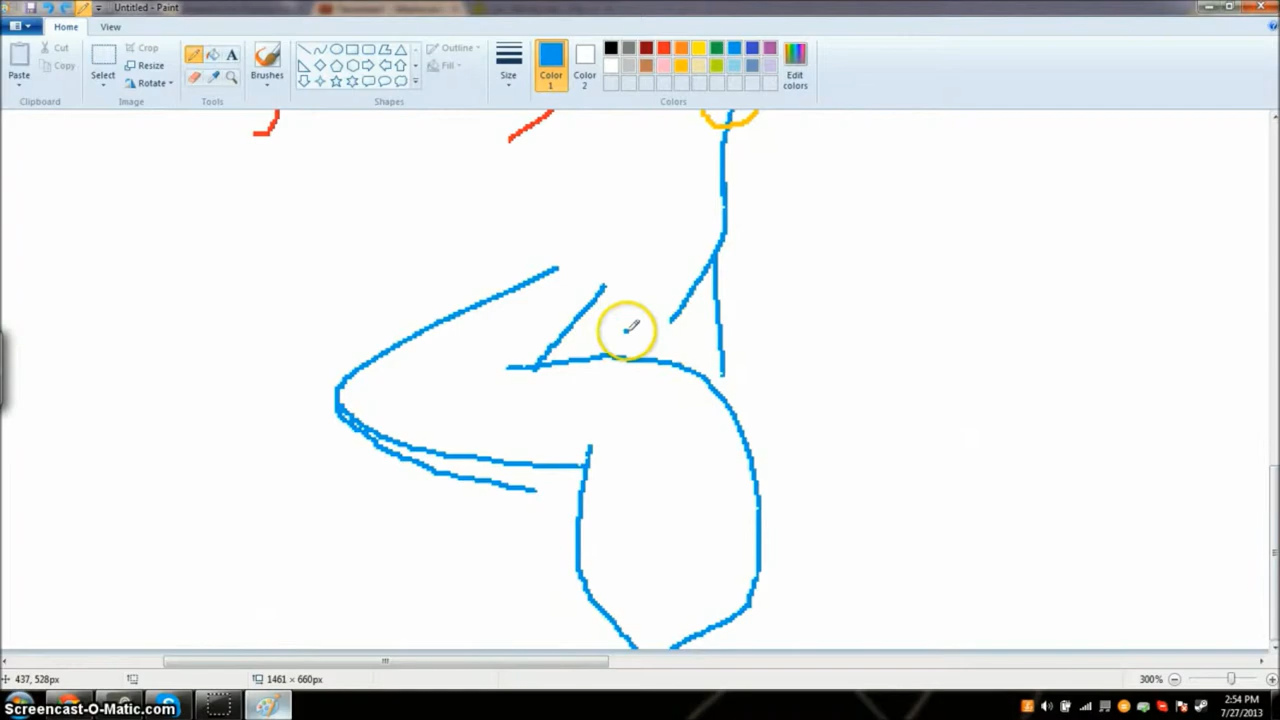 Untitled - Paint
Home View
Cut
Copy
Paste
Clipboard
Select
Crop
Resize
Rotate
Image
A
Tools
Brushes
Outline
Fill
Shapes
Size
Color 1
Color 2
Edit colors
Colors
437, 528px
1461 × 660px
300%
2:54 PM
7/27/2013
Screencast-O-Matic.com